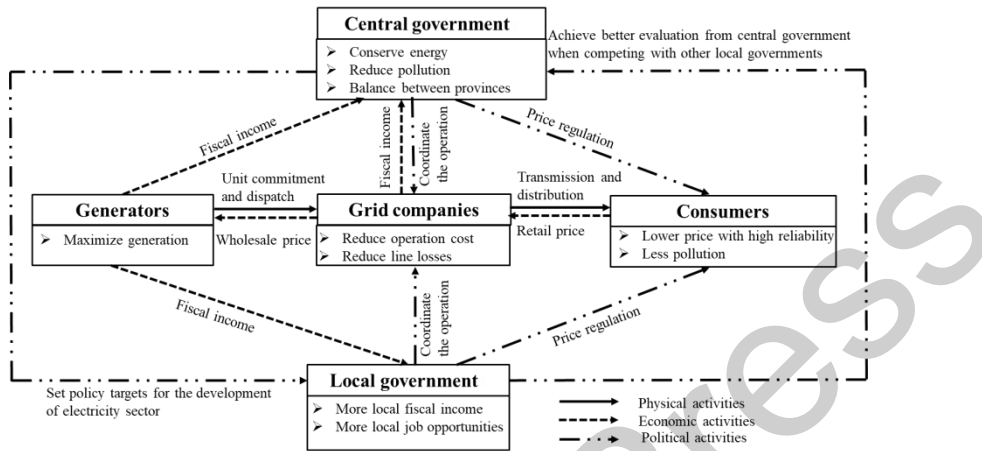 Central government
➢ Conserve energy
➢ Reduce pollution
➢ Balance between provinces
Achieve better evaluation from central government
when competing with other local governments
Fiscal income
Fiscal income
Coordinate
the operation
Price regulation
Unit commitment
and dispatch
Transmission and
distribution
Generators
➢ Maximize generation
Wholesale price
Grid companies
➢ Reduce operation cost
➢ Reduce line losses
Retail price
Consumers
➢ Lower price with high reliability
➢ Less pollution
Fiscal income
Coordinate
the operation
Price regulation
Set policy targets for the development
of electricity sector
Local government
➢ More local fiscal income
➢ More local job opportunities
Physical activities
Economic activities
Political activities
ress